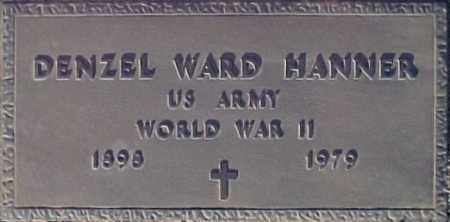 DENZEL WARD HANNER
US ARMY
WORLD WAR II
1898 1979